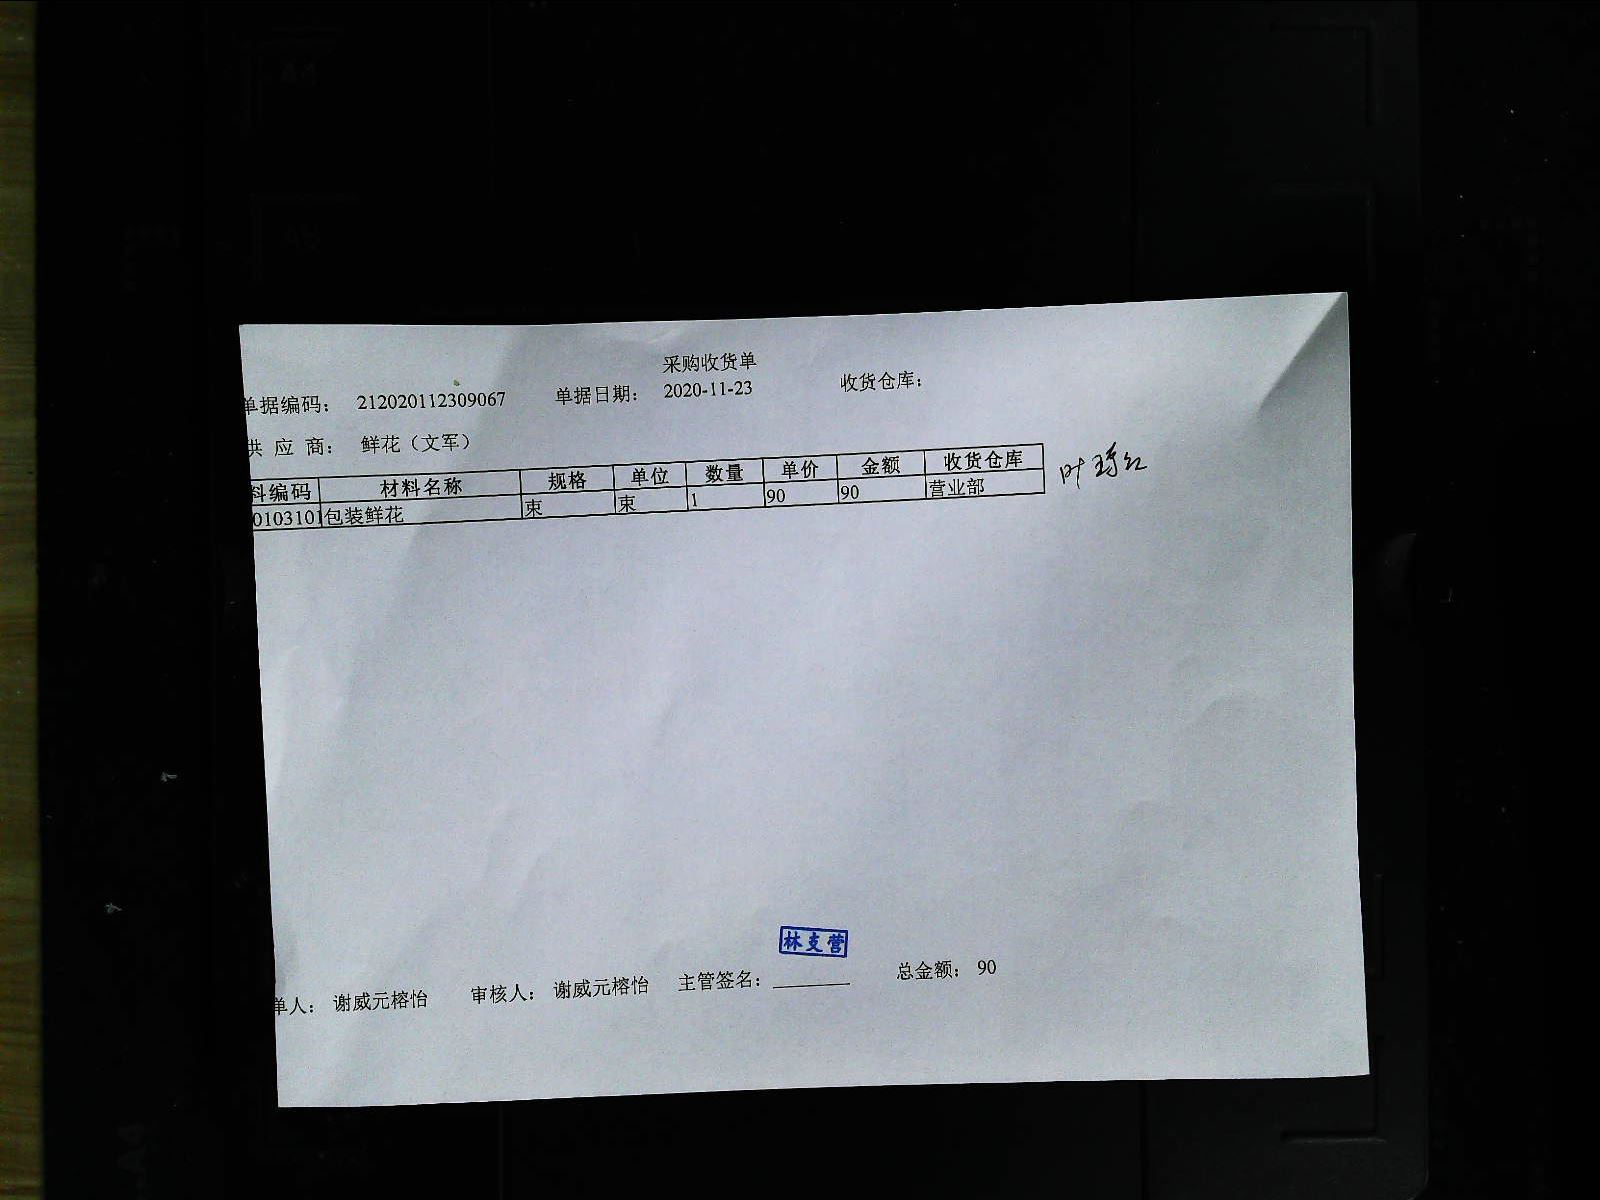 采购收货单
单据编码： 212020112309067 单据日期： 2020-11-23 收货仓库：
供 应 商： 鲜花（文军）
料编码 材料名称 规格 单位 数量 单价 金额 收货仓库
0103101 包装鲜花 束 束 1 90 90 营业部
林支营
单人： 谢威元榕怡 审核人： 谢威元榕怡 主管签名： 总金额： 90